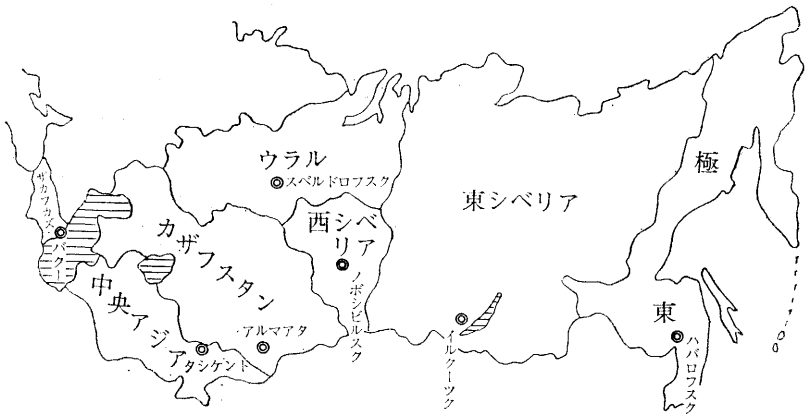 ウラル
スベルドロフスク
極
東シベリア
西シベ
リア
ザカフカズ
バクー
カザフスタン
中央アジア
ノボシビルスク
アルマアタ
タシケント
イルクーツク
東
ハバロフスク